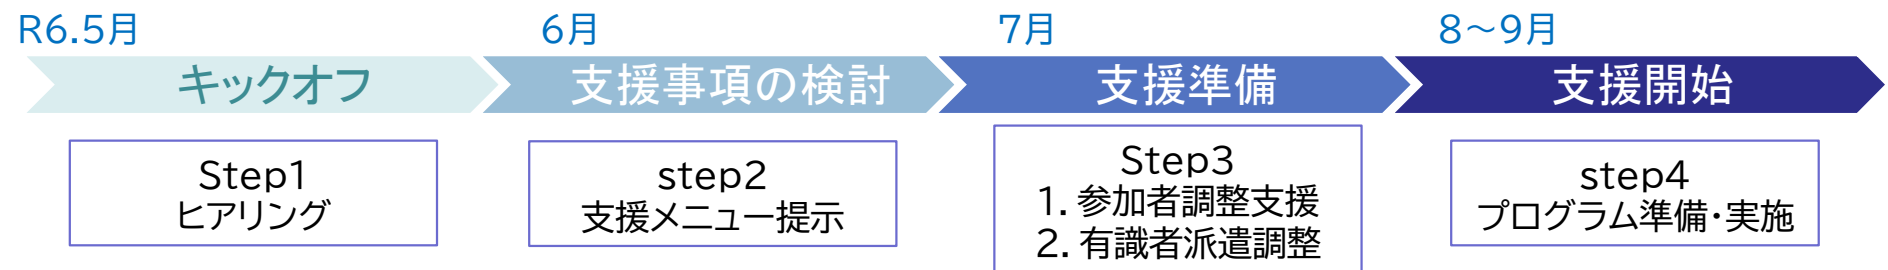 R6.5月
6月
7月
8～9月
キックオフ
支援事項の検討
支援準備
支援開始
Step1
ヒアリング
step2
支援メニュー提示
Step3
1. 参加者調整支援
2. 有識者派遣調整
step4
プログラム準備・実施